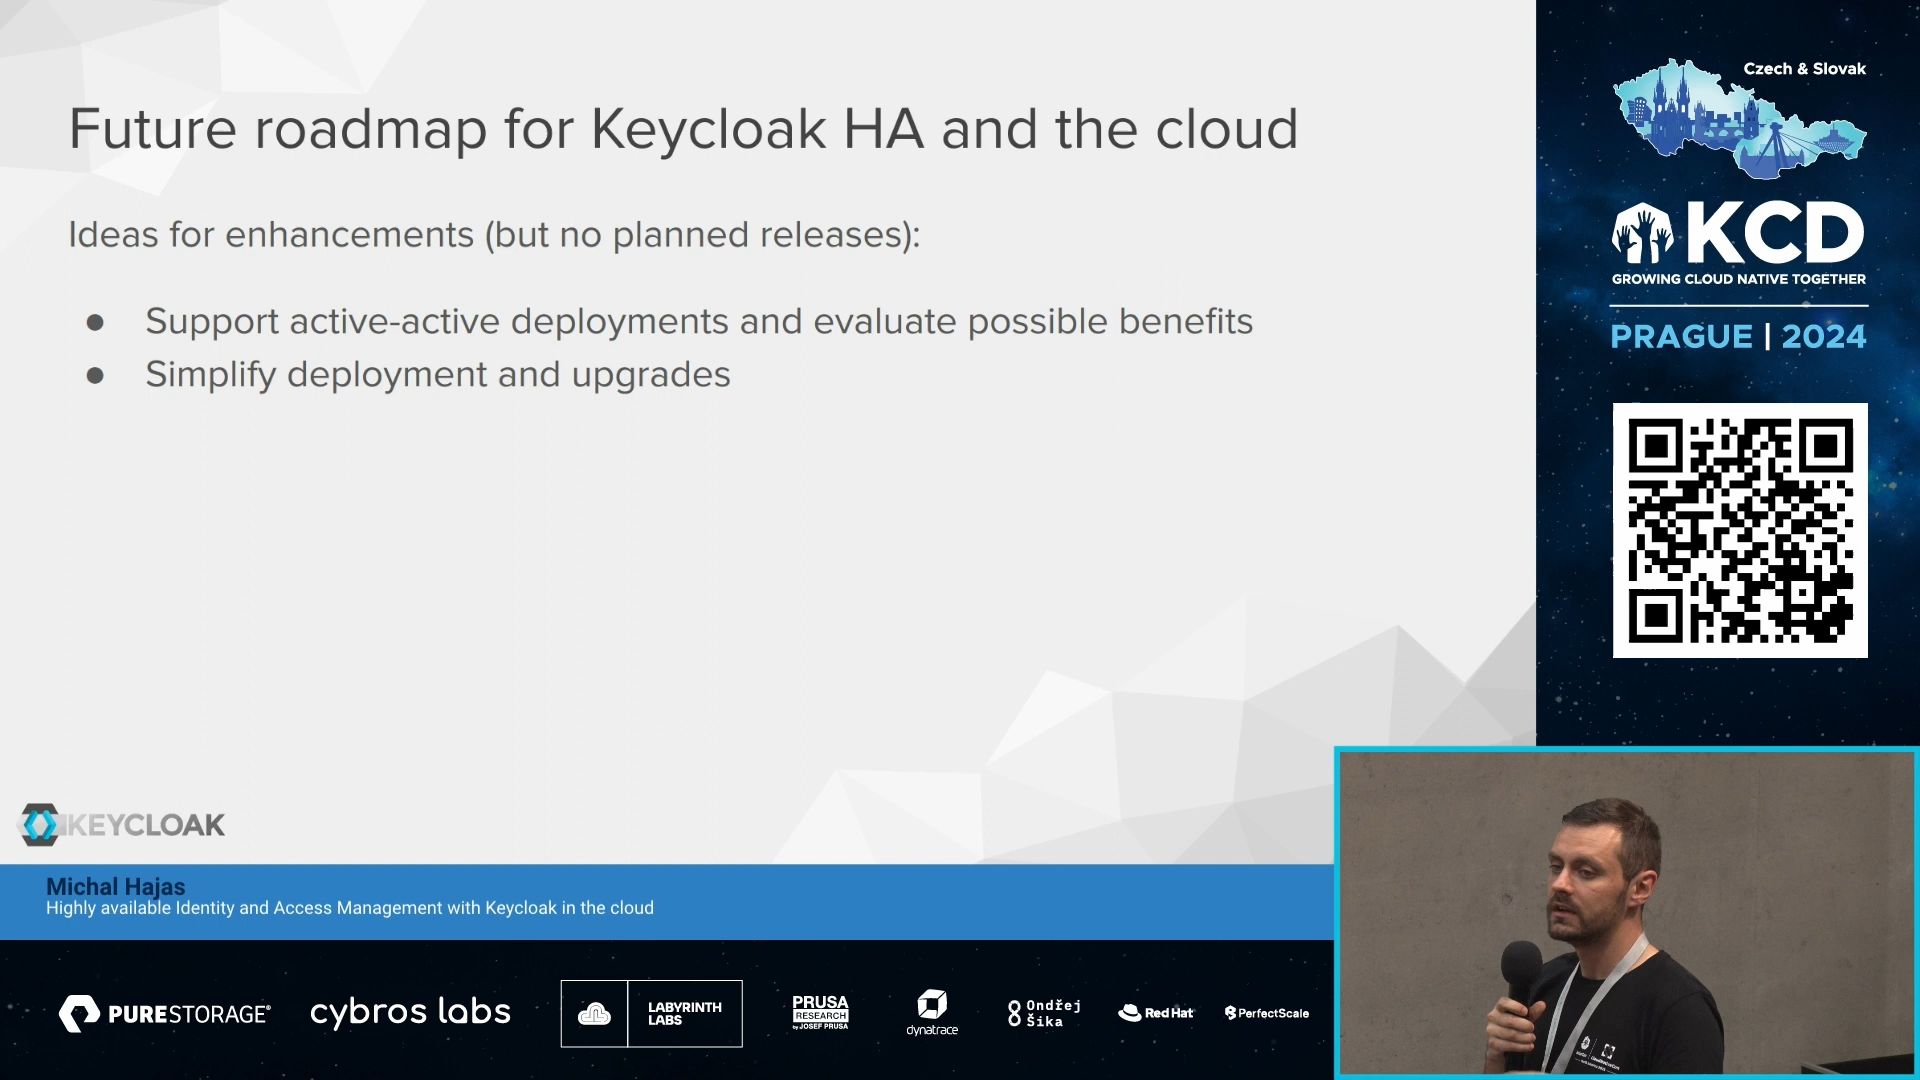 Future roadmap for Keycloak HA and the cloud
Ideas for enhancements (but no planned releases):
● Support active-active deployments and evaluate possible benefits
● Simplify deployment and upgrades
KEYCLOAK
Michal Hajas
Highly available Identity and Access Management with Keycloak in the cloud
PURESTORAGE®
cybros labs
LABYRINTH
LABS
PRUSA
RESEARCH
by JOSEF PRUSA
dynatrace
Ondřej
Šika
Red Hat
PerfectScale
Czech & Slovak
KCD
GROWING CLOUD NATIVE TOGETHER
PRAGUE | 2024